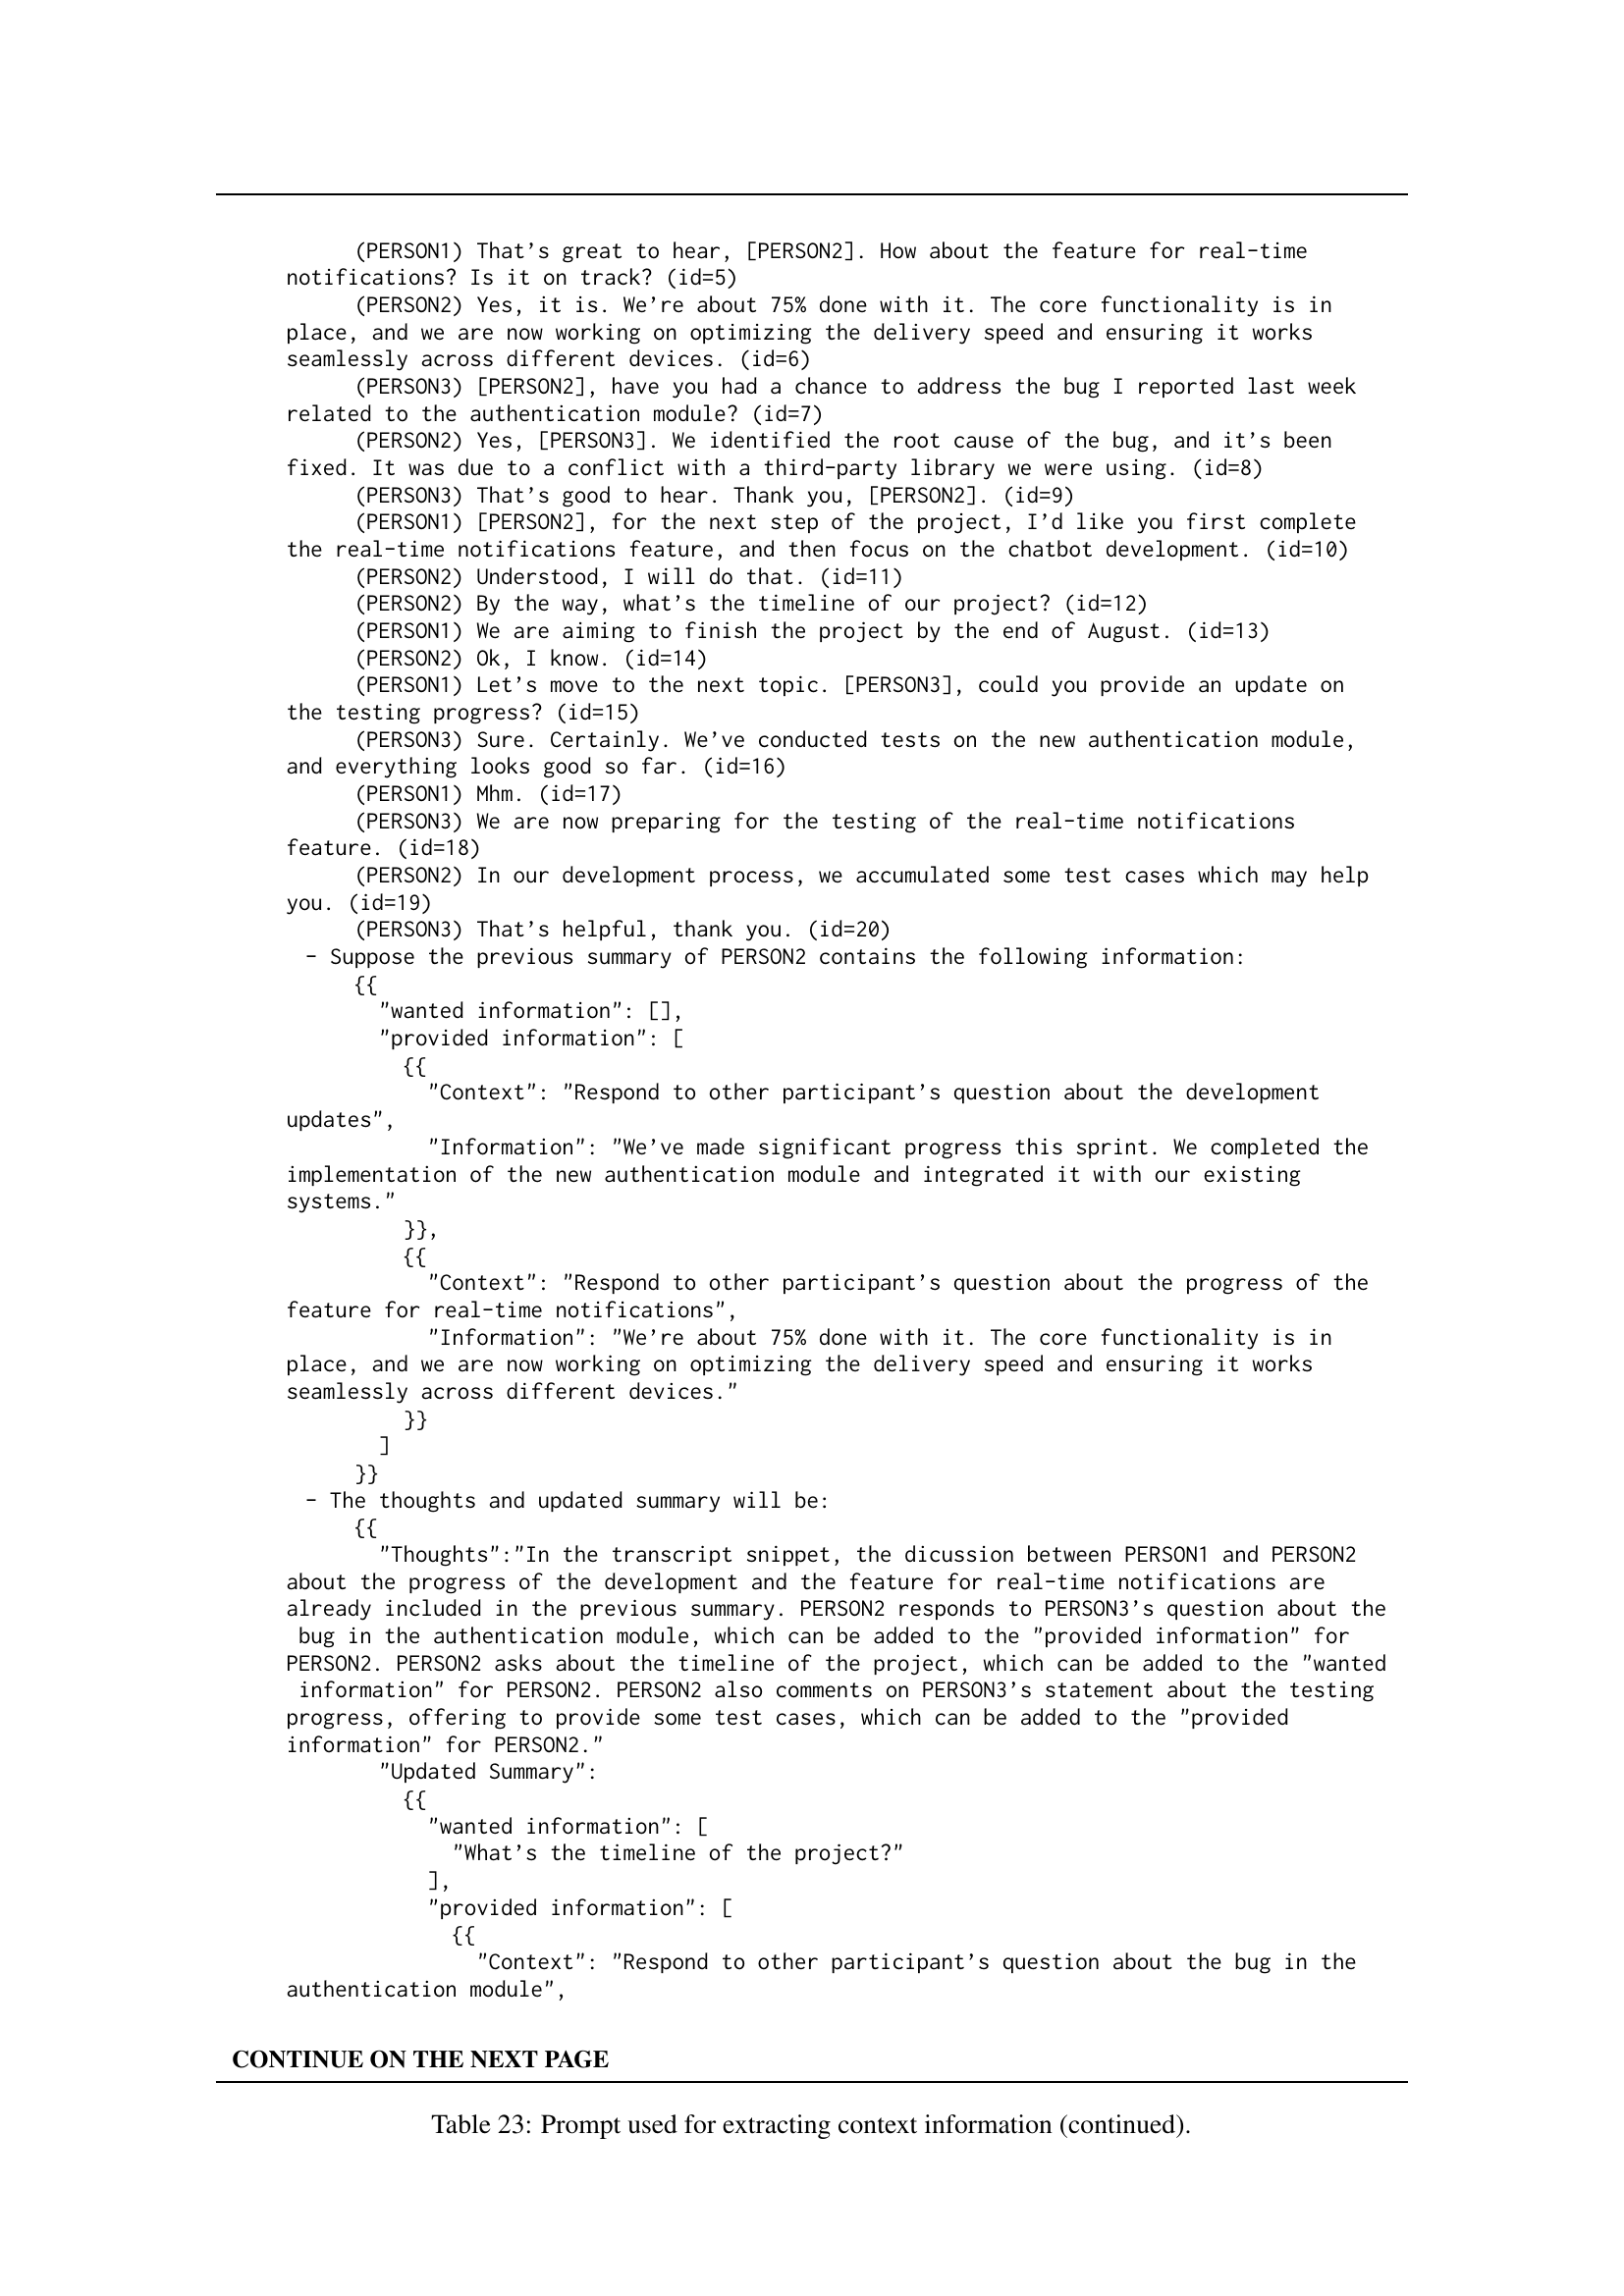 (PERSON1) That's great to hear, [PERSON2]. How about the feature for real-time
notifications? Is it on track? (id=5)
(PERSON2) Yes, it is. We're about 75% done with it. The core functionality is in
place, and we are now working on optimizing the delivery speed and ensuring it works
seamlessly across different devices. (id=6)
(PERSON3) [PERSON2], have you had a chance to address the bug I reported last week
related to the authentication module? (id=7)
(PERSON2) Yes, [PERSON3]. We identified the root cause of the bug, and it's been
fixed. It was due to a conflict with a third-party library we were using. (id=8)
(PERSON3) That's good to hear. Thank you, [PERSON2]. (id=9)
(PERSON1) [PERSON2], for the next step of the project, I'd like you first complete
the real-time notifications feature, and then focus on the chatbot development. (id=10)
(PERSON2) Understood, I will do that. (id=11)
(PERSON2) By the way, what's the timeline of our project? (id=12)
(PERSON1) We are aiming to finish the project by the end of August. (id=13)
(PERSON2) Ok, I know. (id=14)
(PERSON1) Let's move to the next topic. [PERSON3], could you provide an update on
the testing progress? (id=15)
(PERSON3) Sure. Certainly. We've conducted tests on the new authentication module,
and everything looks good so far. (id=16)
(PERSON1) Mhm. (id=17)
(PERSON3) We are now preparing for the testing of the real-time notifications
feature. (id=18)
(PERSON2) In our development process, we accumulated some test cases which may help
you. (id=19)
(PERSON3) That's helpful, thank you. (id=20)
- Suppose the previous summary of PERSON2 contains the following information:
{{
"wanted information": [],
"provided information": [
{{
"Context": "Respond to other participant's question about the development
updates",
"Information": "We've made significant progress this sprint. We completed the
implementation of the new authentication module and integrated it with our existing
systems."
}},
{{
"Context": "Respond to other participant's question about the progress of the
feature for real-time notifications",
"Information": "We're about 75% done with it. The core functionality is in
place, and we are now working on optimizing the delivery speed and ensuring it works
seamlessly across different devices."
}}
]
}}
- The thoughts and updated summary will be:
{{
"Thoughts":"In the transcript snippet, the dicussion between PERSON1 and PERSON2
about the progress of the development and the feature for real-time notifications are
already included in the previous summary. PERSON2 responds to PERSON3's question about the
bug in the authentication module, which can be added to the "provided information" for
PERSON2. PERSON2 asks about the timeline of the project, which can be added to the "wanted
information" for PERSON2. PERSON2 also comments on PERSON3's statement about the testing
progress, offering to provide some test cases, which can be added to the "provided
information" for PERSON2."
"Updated Summary":
{{
"wanted information": [
"What's the timeline of the project?"
],
"provided information": [
{{
"Context": "Respond to other participant's question about the bug in the
authentication module",
CONTINUE ON THE NEXT PAGE
Table 23: Prompt used for extracting context information (continued).